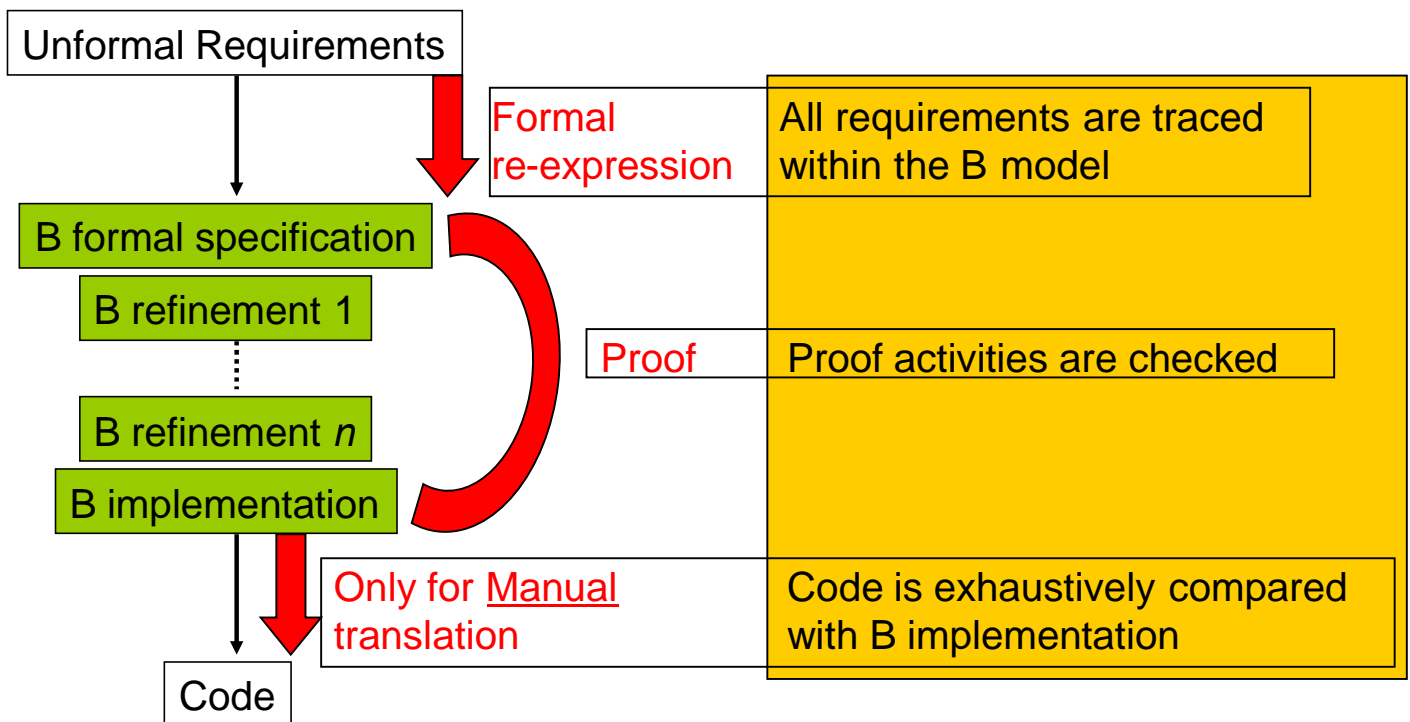 Unformal Requirements
Formal
re-expression
All requirements are traced
within the B model
B formal specification
B refinement 1
Proof
Proof activities are checked
B refinement n
B implementation
Only for Manual
translation
Code is exhaustively compared
with B implementation
Code